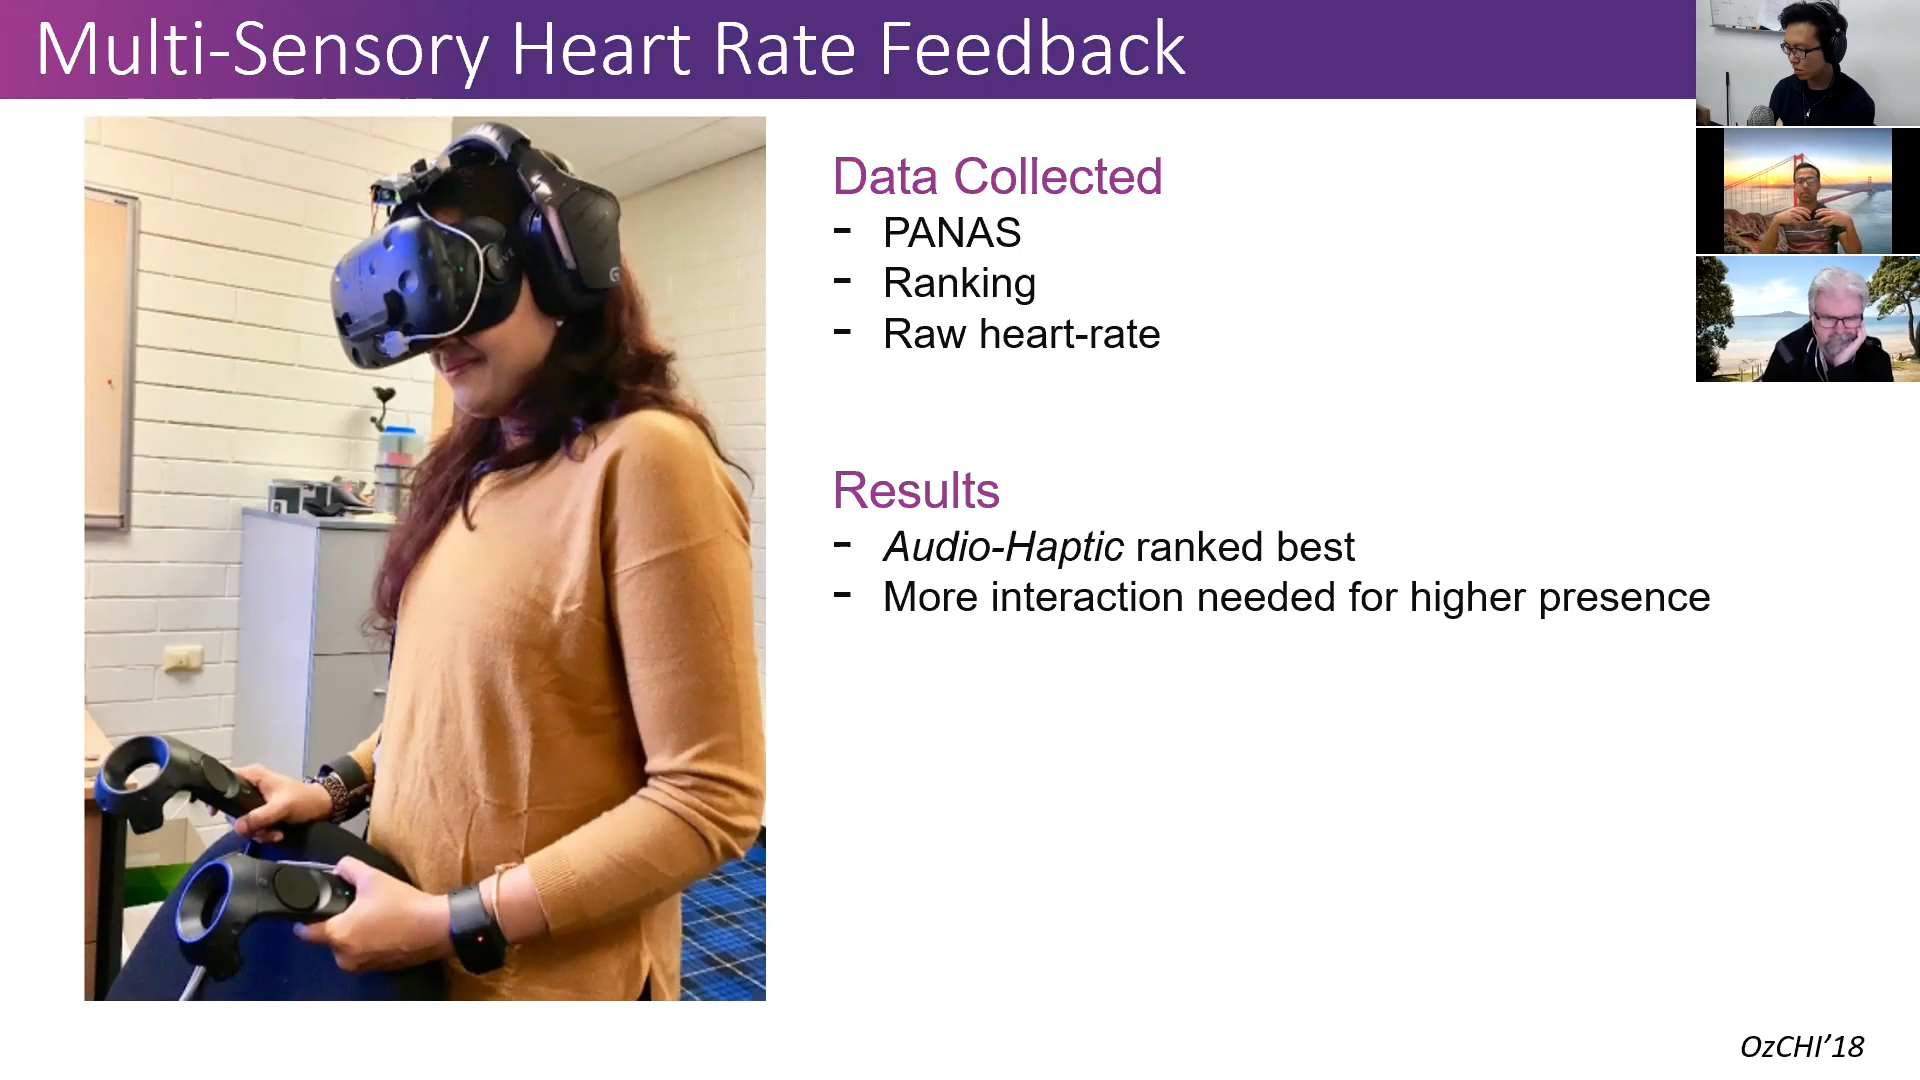 Multi-Sensory Heart Rate Feedback
Data Collected
- PANAS
- Ranking
- Raw heart-rate
Results
- Audio-Haptic ranked best
- More interaction needed for higher presence
OzCHI’18